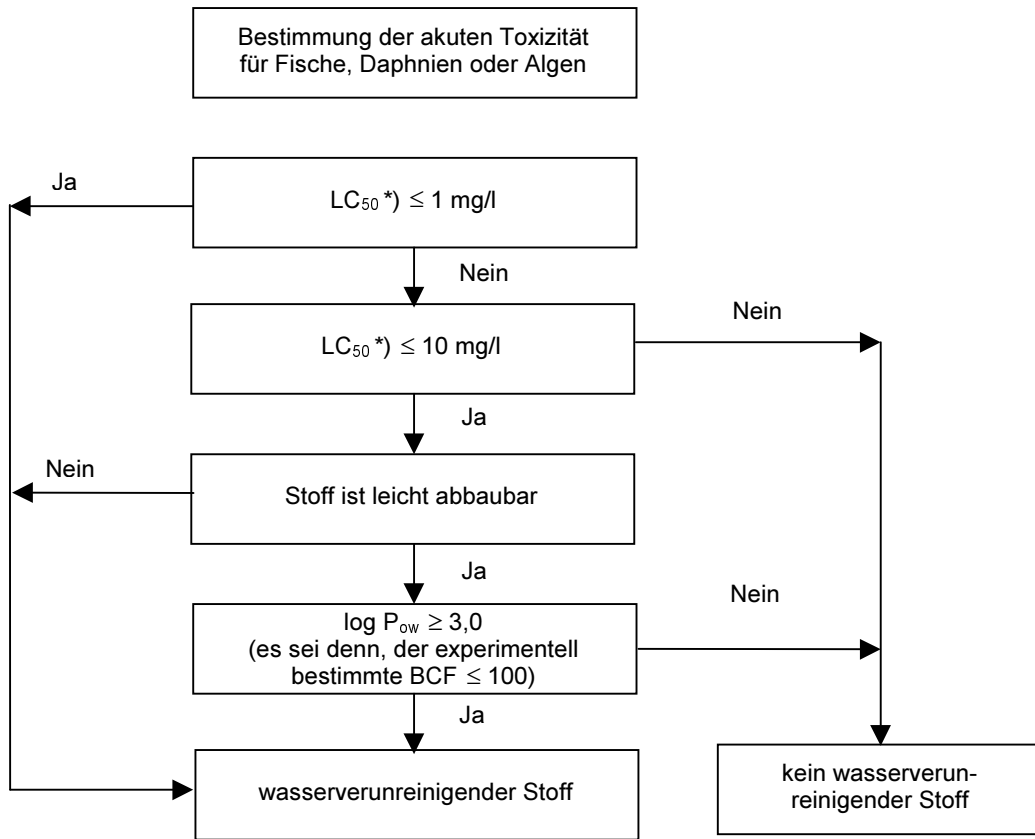 Bestimmung der akuten Toxizität
für Fische, Daphnien oder Algen
Ja
LC50 *) ≤ 1 mg/l
Nein
Nein
LC50 *) ≤ 10 mg/l
Ja
Nein
Stoff ist leicht abbaubar
Ja
Nein
log Pow ≥ 3,0
(es sei denn, der experimentell
bestimmte BCF ≤ 100)
Ja
wasserverunreinigender Stoff
kein wasserverun-
reinigender Stoff